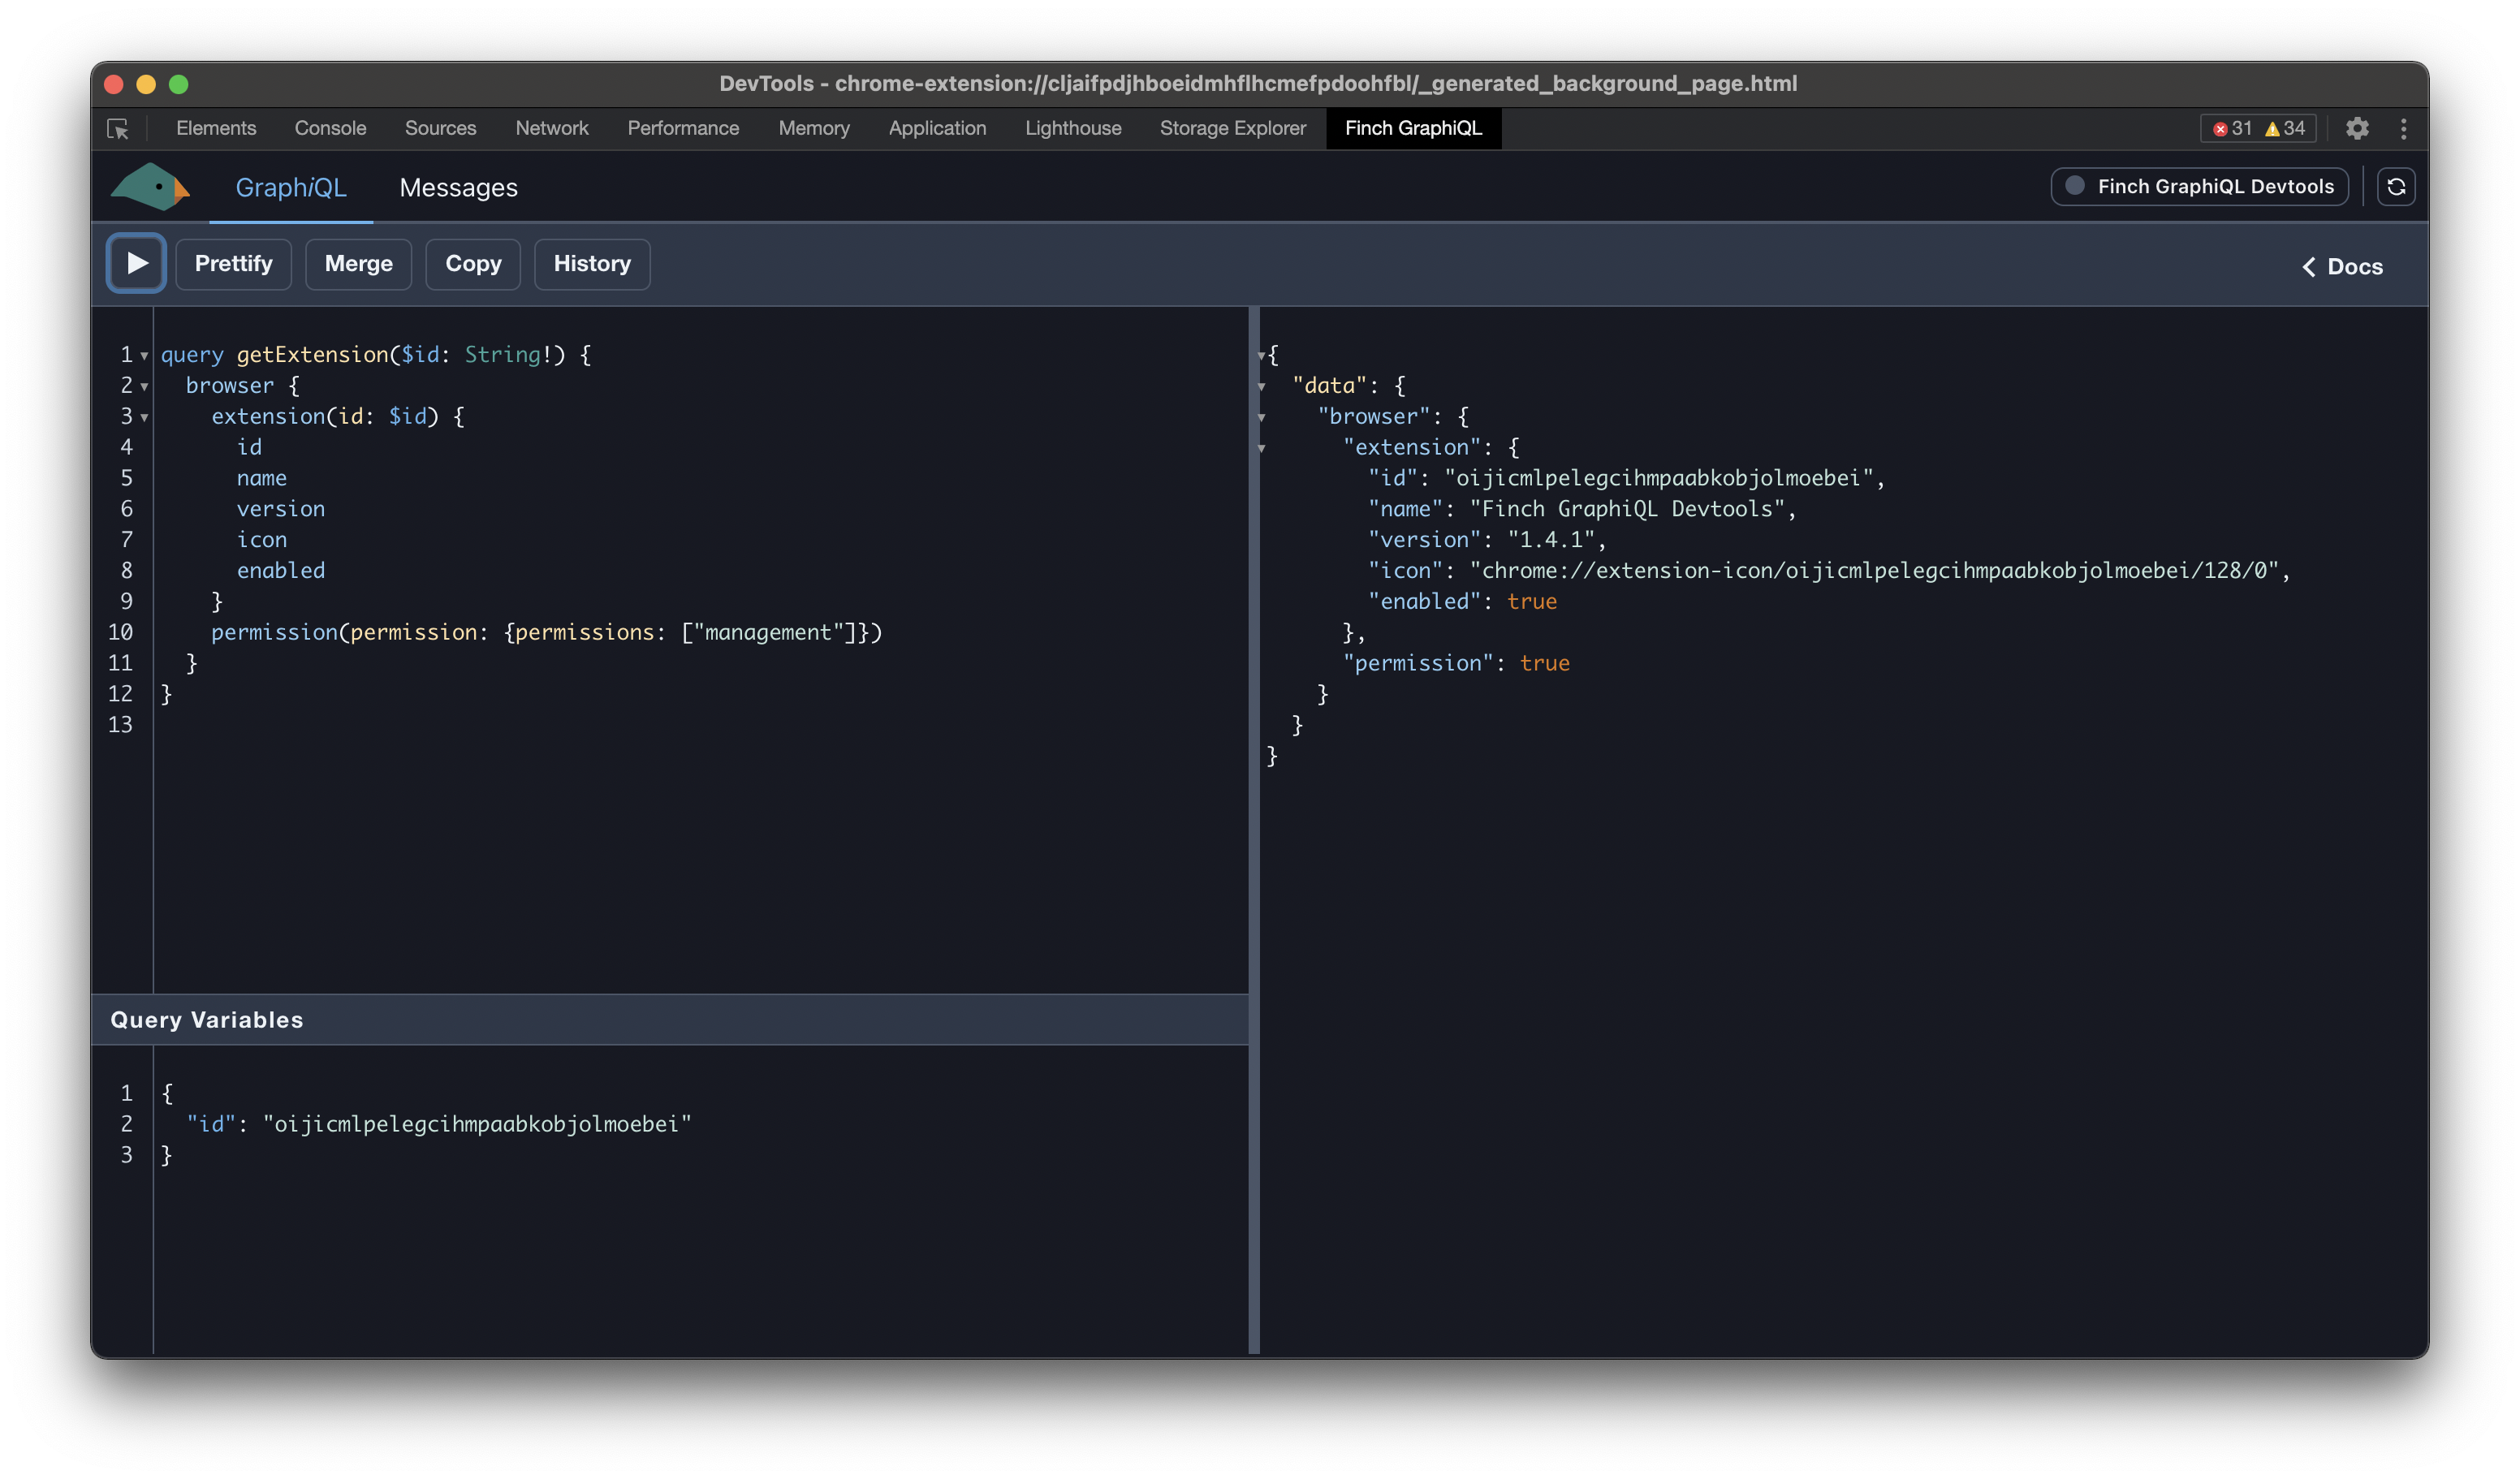 DevTools - chrome-extension://cljaifpdjhboeidmhflhcmefpdoohfbl/_generated_background_page.html
Elements Console Sources Network Performance Memory Application Lighthouse Storage Explorer Finch GraphiQL 31 34
GraphiQL Messages Finch GraphiQL Devtools
Prettify Merge Copy History Docs
1 query getExtension($id: String!) {
2   browser {
3     extension(id: $id) {
4       id
5       name
6       version
7       icon
8       enabled
9     }
10     permission(permission: {permissions: ["management"]})
11   }
12 }
13
{
  "data": {
    "browser": {
      "extension": {
        "id": "oijicmlpelegcihmpaabkobjolmoebei",
        "name": "Finch GraphiQL Devtools",
        "version": "1.4.1",
        "icon": "chrome://extension-icon/oijicmlpelegcihmpaabkobjolmoebei/128/0",
        "enabled": true
      },
      "permission": true
    }
  }
}
Query Variables
1 {
2   "id": "oijicmlpelegcihmpaabkobjolmoebei"
3 }